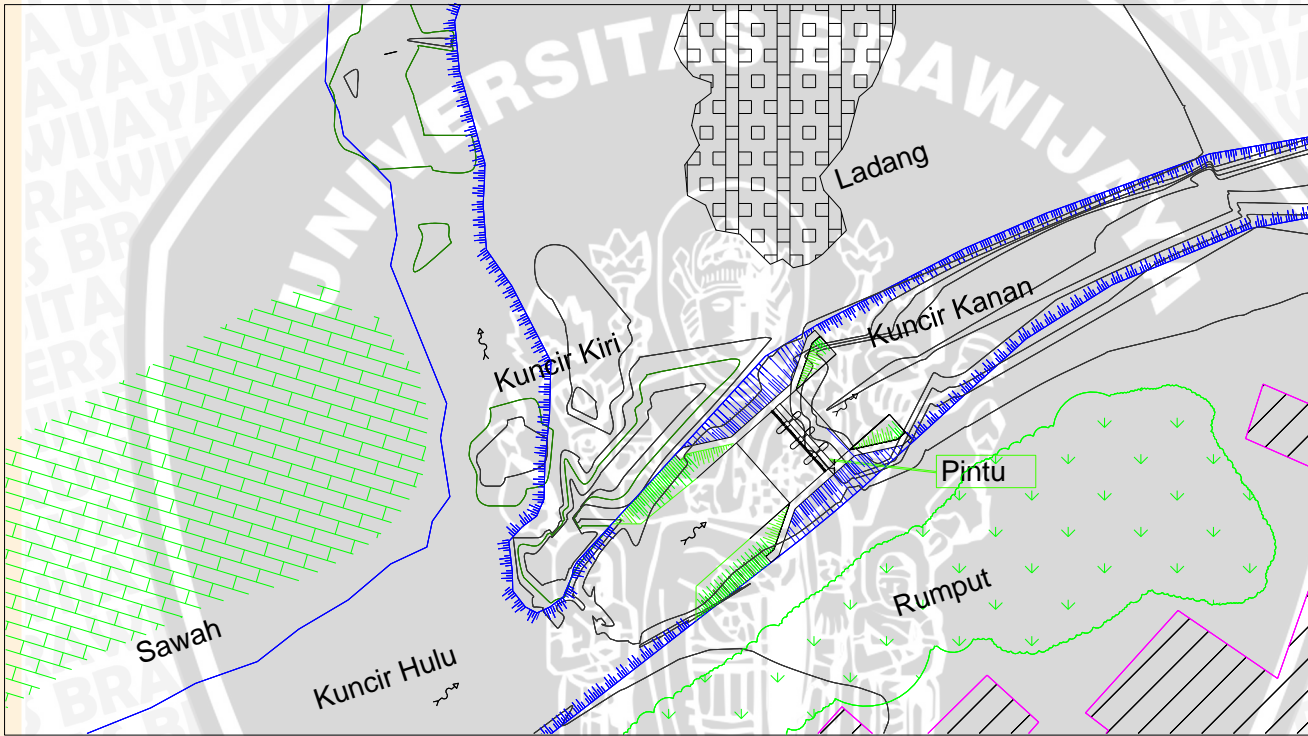 UNIVERSITAS BRAWIJAYA
Ladang
Kuncir Kanan
Kuncir Kiri
Pintu
Rumput
Sawah
Kuncir Hulu